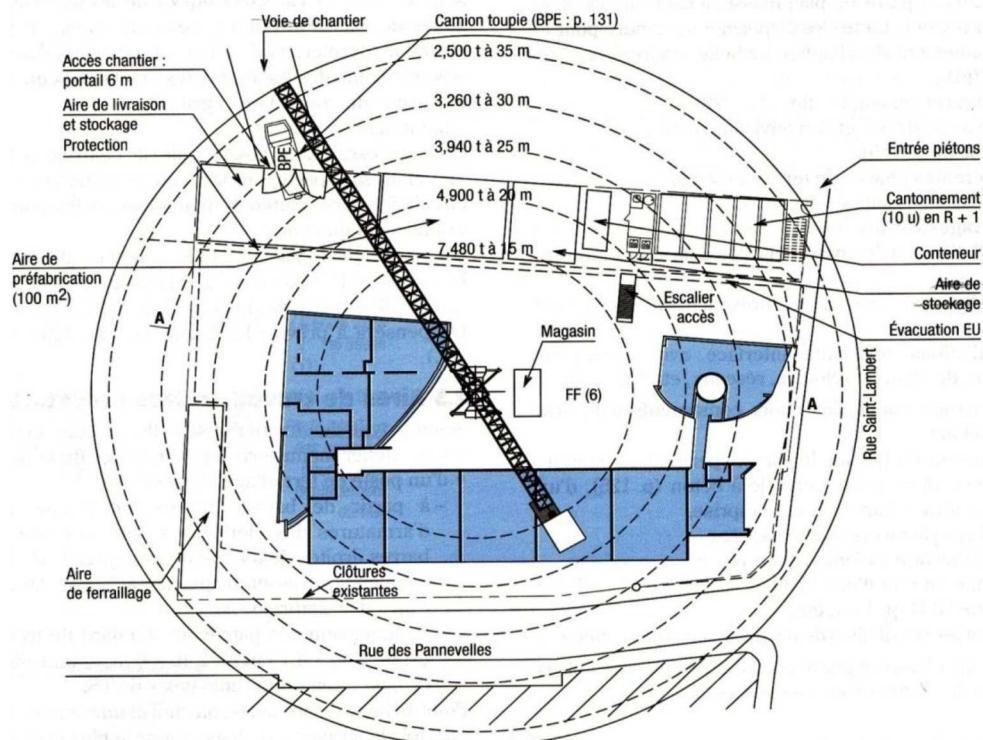 Voie de chantier
Camion toupie (BPE : p. 131)
2,500 t à 35 m
Accès chantier :
portail 6 m
Aire de livraison
et stockage
Protection
3,260 t à 30 m
3,940 t à 25 m
BPE
Entrée piétons
Cantonnement
(10 u) en R + 1
4,900 t à 20 m
7,480 t à 15 m
Conteneur
Aire de
préfabrication
(100 m2)
Aire de
stockage
Escalier
accès
Évacuation EU
A
Magasin
FF (6)
A
Rue Saint-Lambert
Aire
de ferraillage
Clôtures
existantes
Rue des Pannevelles